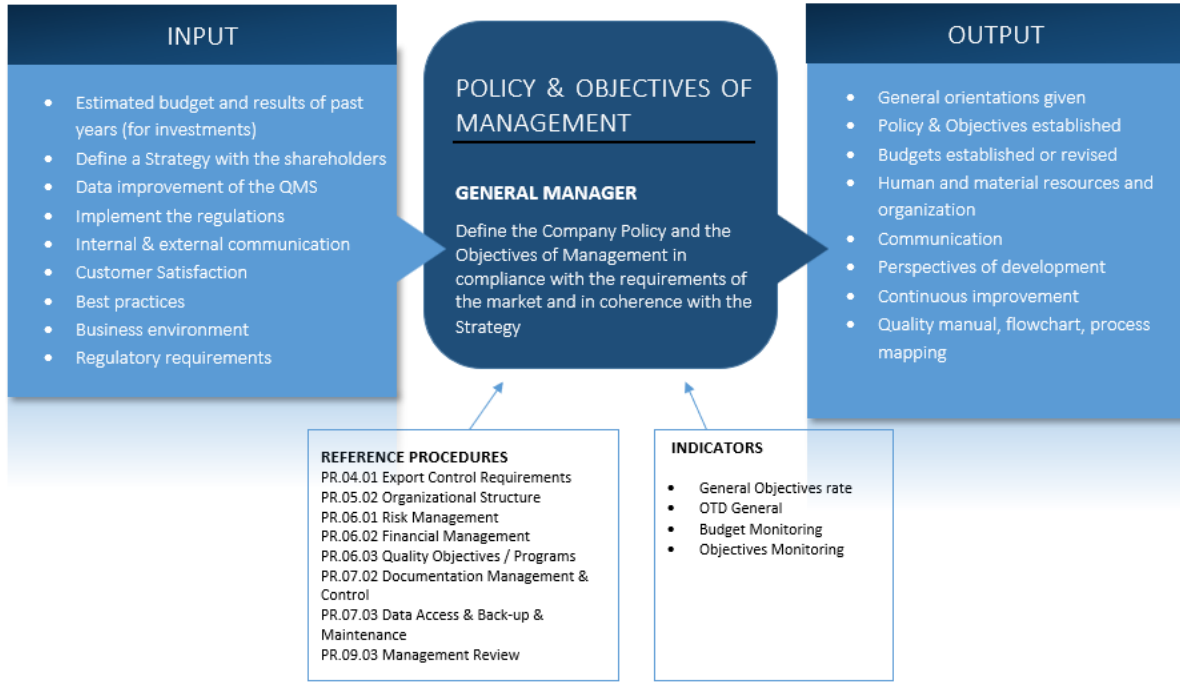 INPUT
• Estimated budget and results of past
years (for investments)
• Define a Strategy with the shareholders
• Data improvement of the QMS
• Implement the regulations
• Internal & external communication
• Customer Satisfaction
• Best practices
• Business environment
• Regulatory requirements
POLICY & OBJECTIVES OF
MANAGEMENT
GENERAL MANAGER
Define the Company Policy and the
Objectives of Management in
compliance with the requirements of
the market and in coherence with the
Strategy
OUTPUT
• General orientations given
• Policy & Objectives established
• Budgets established or revised
• Human and material resources and
organization
• Communication
• Perspectives of development
• Continuous improvement
• Quality manual, flowchart, process
mapping
REFERENCE PROCEDURES
PR.04.01 Export Control Requirements
PR.05.02 Organizational Structure
PR.06.01 Risk Management
PR.06.02 Financial Management
PR.06.03 Quality Objectives / Programs
PR.07.02 Documentation Management &
Control
PR.07.03 Data Access & Back-up &
Maintenance
PR.09.03 Management Review
INDICATORS
• General Objectives rate
• OTD General
• Budget Monitoring
• Objectives Monitoring